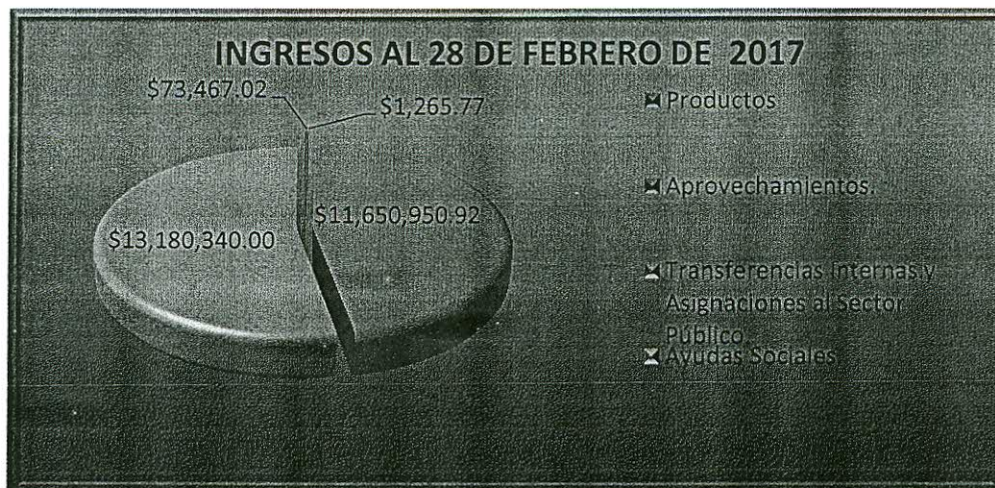 INGRESOS AL 28 DE FEBRERO DE 2017
$73,467.02
$1,265.77
$11,650,950.92
$13,180,340.00
Productos
Aprovechamientos.
Transferencias Internas y
Asignaciones al Sector
Público.
Ayudas Sociales